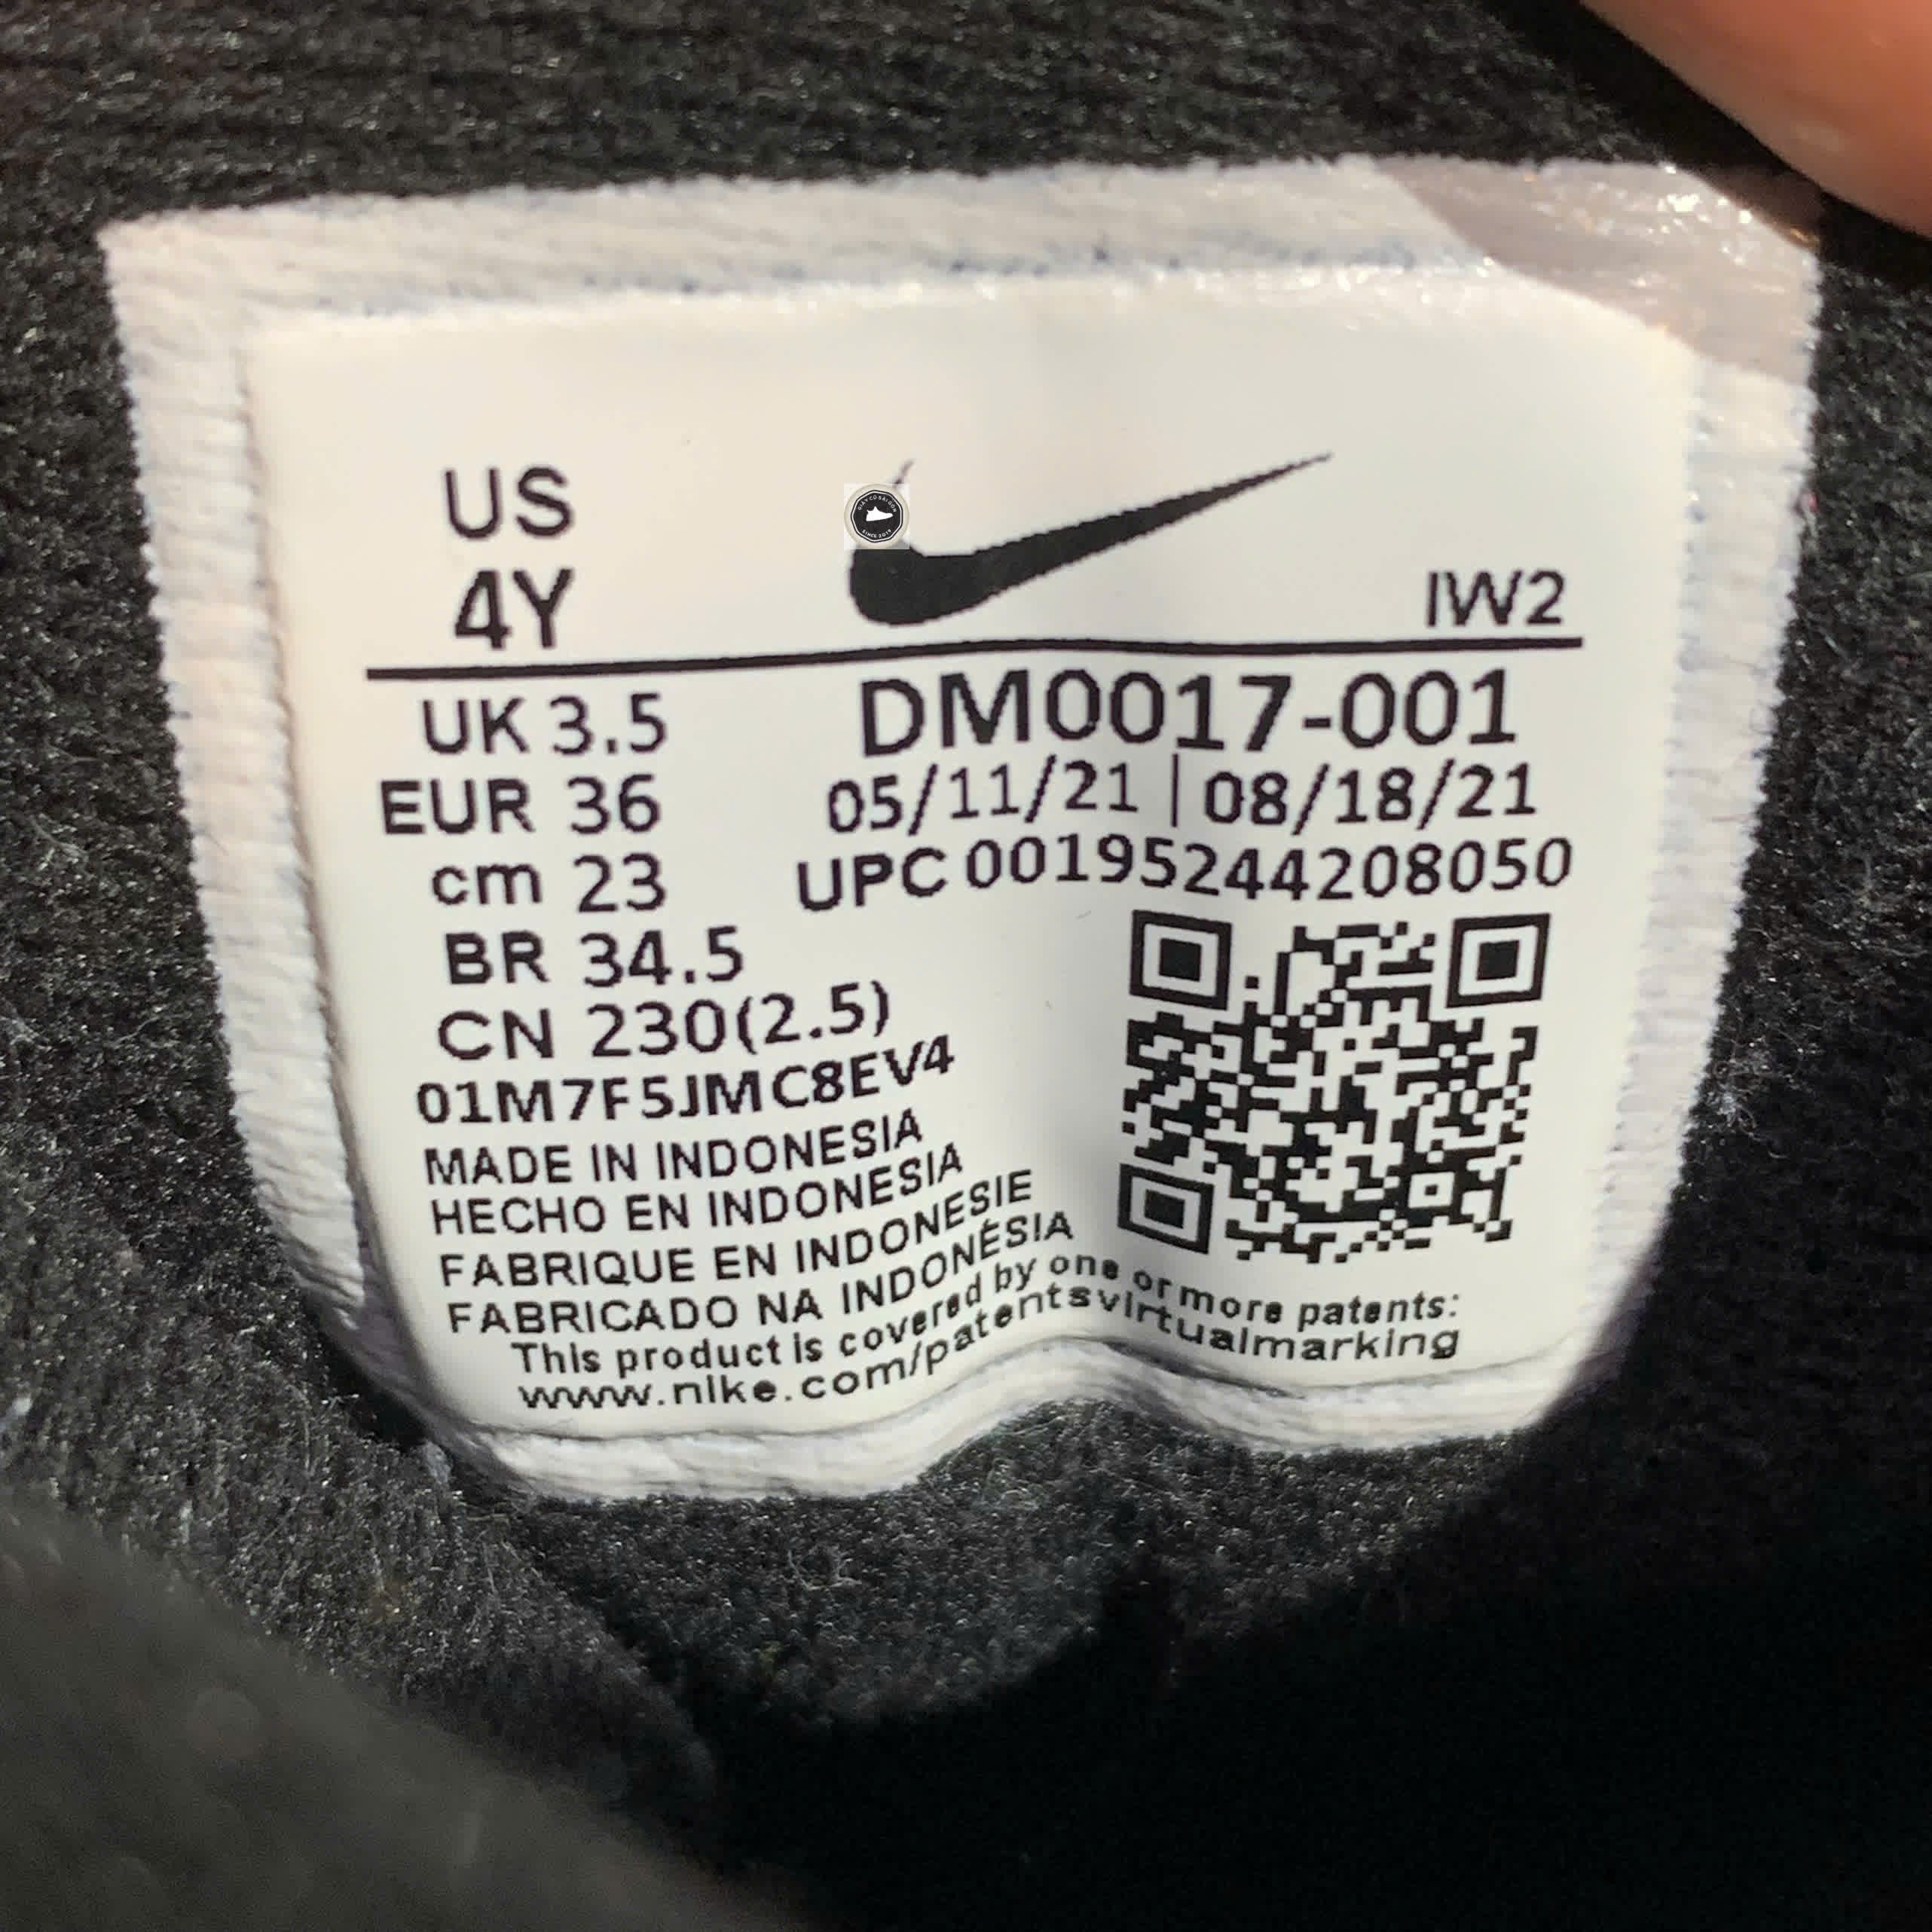 US
4Y
IW2
UK 3.5
DM0017-001
EUR 36
05/11/21 | 08/18/21
cm 23
UPC 00195244208050
BR 34.5
CN 230(2.5)
01M7F5JMC8EV4
MADE IN INDONESIA
HECHO EN INDONESIA
FABRIQUE EN INDONESIE
FABRICADO NA INDONÉSIA
This product is covered by one or more patents:
www.nike.com/patentsvirtualmarking